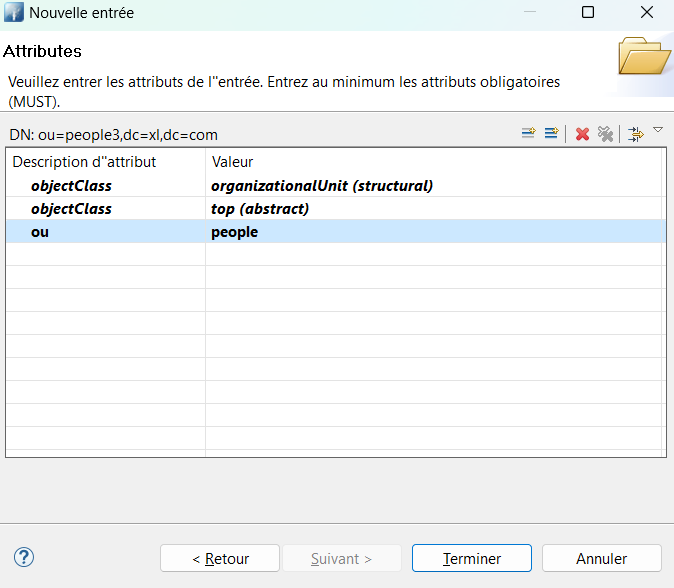 Nouvelle entrée
Attributes
Veuillez entrer les attributs de l"entrée. Entrez au minimum les attributs obligatoires
(MUST).
DN: ou=people3,dc=xl,dc=com
Description d"attribut Valeur
objectClass organizationalUnit (structural)
objectClass top (abstract)
ou people
? < Retour Suivant > Terminer Annuler